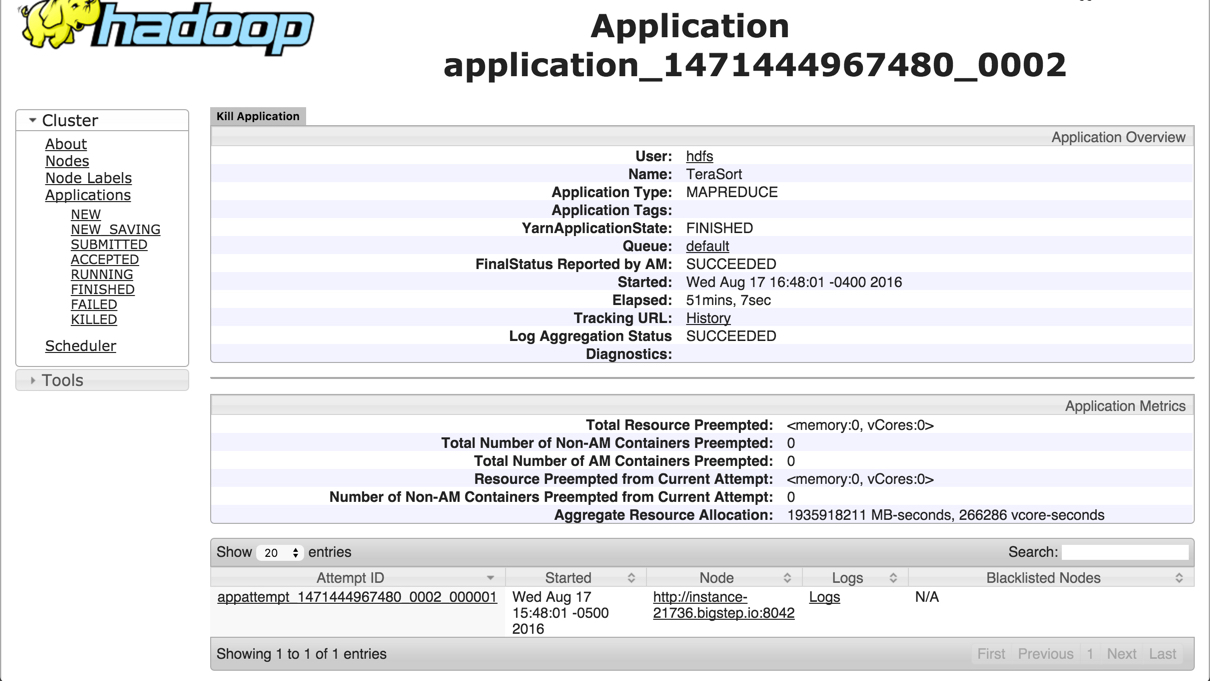 hadoop
Application
application_1471444967480_0002
Cluster
About
Nodes
Node Labels
Applications
NEW
NEW_SAVING
SUBMITTED
ACCEPTED
RUNNING
FINISHED
FAILED
KILLED
Scheduler
Tools
Kill Application
Application Overview
User: hdfs
Name: TeraSort
Application Type: MAPREDUCE
Application Tags:
YarnApplicationState: FINISHED
Queue: default
FinalStatus Reported by AM: SUCCEEDED
Started: Wed Aug 17 16:48:01 -0400 2016
Elapsed: 51mins, 7sec
Tracking URL: History
Log Aggregation Status SUCCEEDED
Diagnostics:
Application Metrics
Total Resource Preempted: <memory:0, vCores:0>
Total Number of Non-AM Containers Preempted: 0
Total Number of AM Containers Preempted: 0
Resource Preempted from Current Attempt: <memory:0, vCores:0>
Number of Non-AM Containers Preempted from Current Attempt: 0
Aggregate Resource Allocation: 1935918211 MB-seconds, 266286 vcore-seconds
Show 20 entries Search:
Attempt ID Started Node Logs Blacklisted Nodes
appattempt_1471444967480_0002_000001 Wed Aug 17 http://instance- Logs N/A
15:48:01 -0500 21736.bigstep.io:8042
2016
Showing 1 to 1 of 1 entries First Previous 1 Next Last